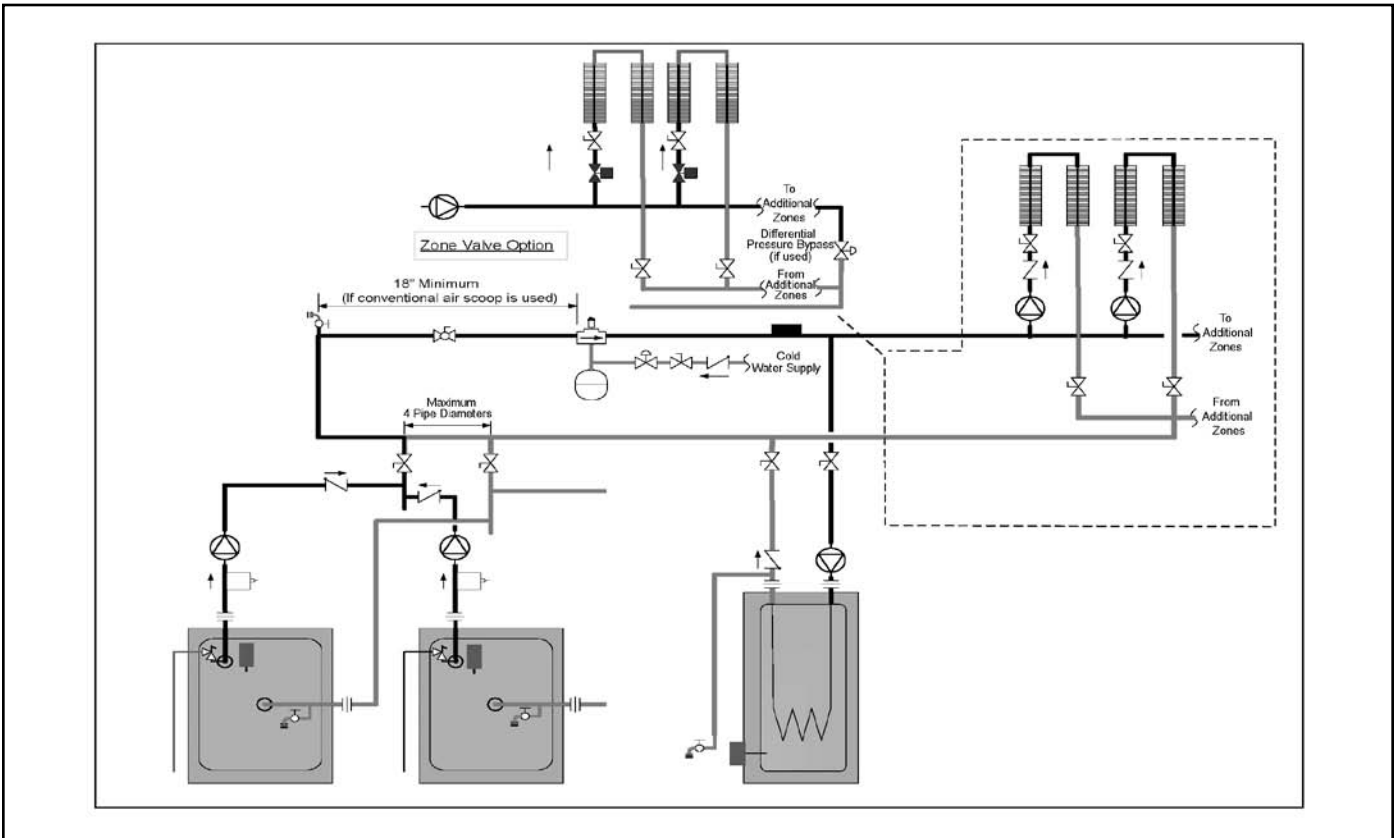 To
Additional
Zones
Differential
Pressure Bypass
(if used)
From
Additional
Zones
Zone Valve Option
18" Minimum
(If conventional air scoop is used)
To
Additional
Zones
Cold
Water Supply
Maximum
4 Pipe Diameters
From
Additional
Zones